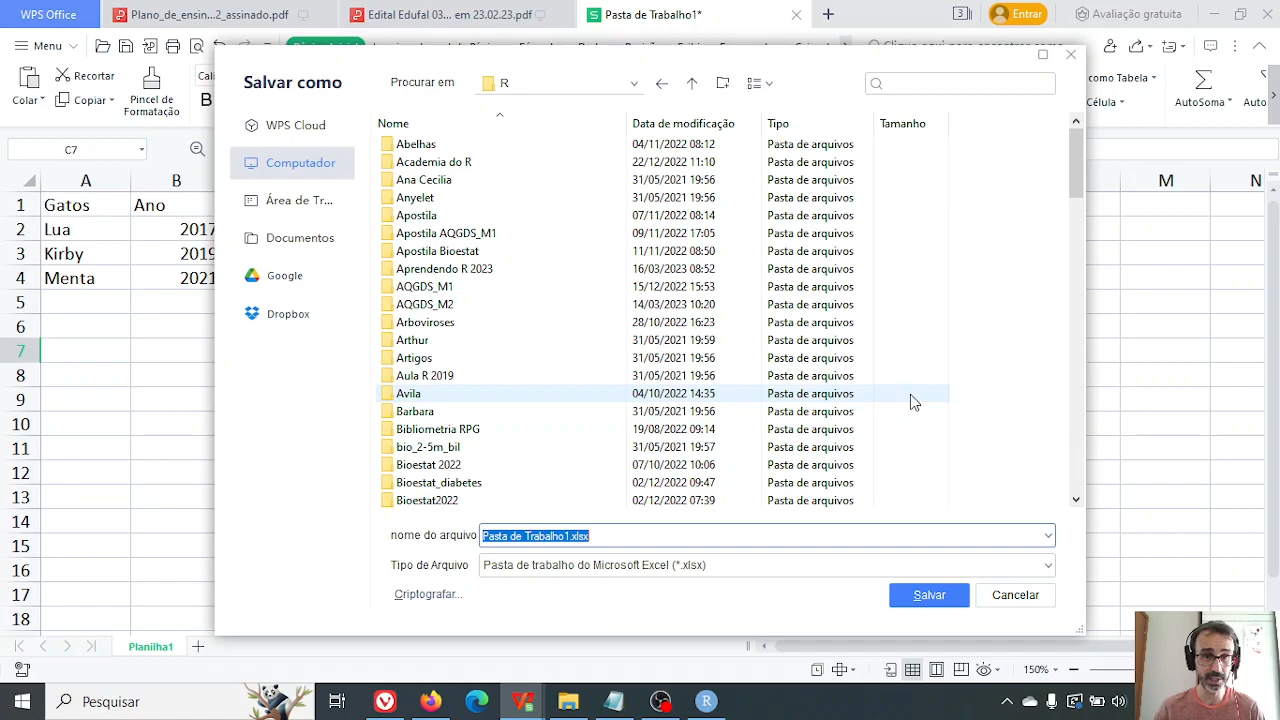 WPS Office
Plano_de_ensin...2_assinado.pdf
Edital Edufal 03... em 23.02.23.pdf
Pasta de Trabalho1*
Entrar
Avaliação gratuita
Menu
Salvar como
Procurar em
R
Recortar
Colar
Copiar
Pincel de
Formatação
como Tabela
Célula
AutoSoma
C7
WPS Cloud
Computador
Área de Tr...
Documentos
Google
Dropbox
Nome Data de modificação Tipo Tamanho
Abelhas 04/11/2022 08:12 Pasta de arquivos
Academia do R 22/12/2022 11:10 Pasta de arquivos
Ana Cecilia 31/05/2021 19:56 Pasta de arquivos
Anyelet 31/05/2021 19:56 Pasta de arquivos
Apostila 07/11/2022 08:14 Pasta de arquivos
Apostila AQGDS_M1 09/11/2022 17:05 Pasta de arquivos
Apostila Bioestat 11/11/2022 08:50 Pasta de arquivos
Aprendendo R 2023 16/03/2023 08:52 Pasta de arquivos
AQGDS_M1 15/12/2022 15:53 Pasta de arquivos
AQGDS_M2 14/03/2023 10:20 Pasta de arquivos
Arboviroses 28/10/2022 16:23 Pasta de arquivos
Arthur 31/05/2021 19:59 Pasta de arquivos
Artigos 31/05/2021 19:56 Pasta de arquivos
Aula R 2019 31/05/2021 19:56 Pasta de arquivos
Avila 04/10/2022 14:35 Pasta de arquivos
Barbara 31/05/2021 19:56 Pasta de arquivos
Bibliometria RPG 19/08/2022 09:14 Pasta de arquivos
bio_2-5m_bil 31/05/2021 19:57 Pasta de arquivos
Bioestat 2022 07/10/2022 10:06 Pasta de arquivos
Bioestat_diabetes 02/12/2022 09:47 Pasta de arquivos
Bioestat2022 02/12/2022 07:39 Pasta de arquivos
nome do arquivo Pasta de Trabalho1.xlsx
Tipo de Arquivo Pasta de trabalho do Microsoft Excel (*.xlsx)
Criptografar...
Salvar
Cancelar
A B M N
1 Gatos Ano
2 Lua 2017
3 Kirby 2019
4 Menta 2021
5
6
7
8
9
10
11
12
13
14
15
16
17
18
Planilha1
150%
Pesquisar